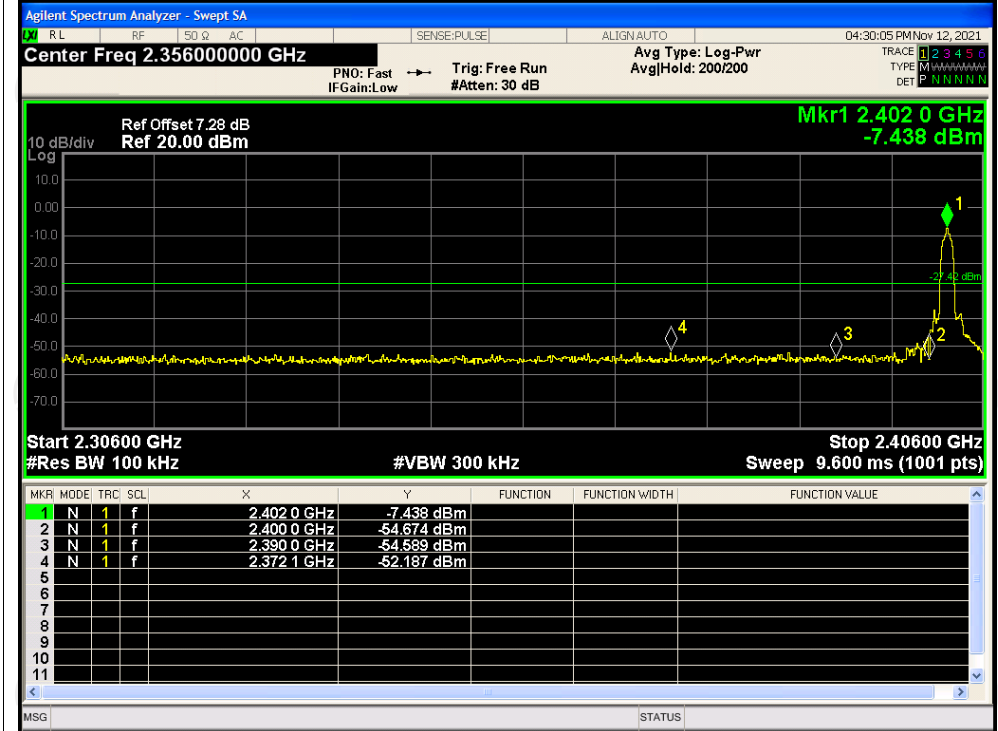 Agilent Spectrum Analyzer - Swept SA
LXI RL RF 50 Ω AC SENSE:PULSE ALIGN AUTO 04:30:05 PM Nov 12, 2021
Center Freq 2.356000000 GHz
PNO: Fast
IFGain:Low
Trig: Free Run
#Atten: 30 dB
Avg Type: Log-Pwr
Avg|Hold: 200/200
TRACE 1 2 3 4 5 6
TYPE M
DET P N N N N N
10 dB/div
Log
Ref Offset 7.28 dB
Ref 20.00 dBm
Mkr1 2.402 0 GHz
-7.438 dBm
10.0
0.00
-10.0
-20.0
-30.0
-40.0
-50.0
-60.0
-70.0
1
-27.42 dBm
4
3
2
Start 2.30600 GHz
Stop 2.40600 GHz
#Res BW 100 kHz
#VBW 300 kHz
Sweep 9.600 ms (1001 pts)
MKR MODE TRC SCL X Y FUNCTION FUNCTION WIDTH FUNCTION VALUE
1 N 1 f 2.402 0 GHz -7.438 dBm
2 N 1 f 2.400 0 GHz -54.674 dBm
3 N 1 f 2.390 0 GHz -54.589 dBm
4 N 1 f 2.372 1 GHz -52.187 dBm
5
6
7
8
9
10
11
MSG STATUS